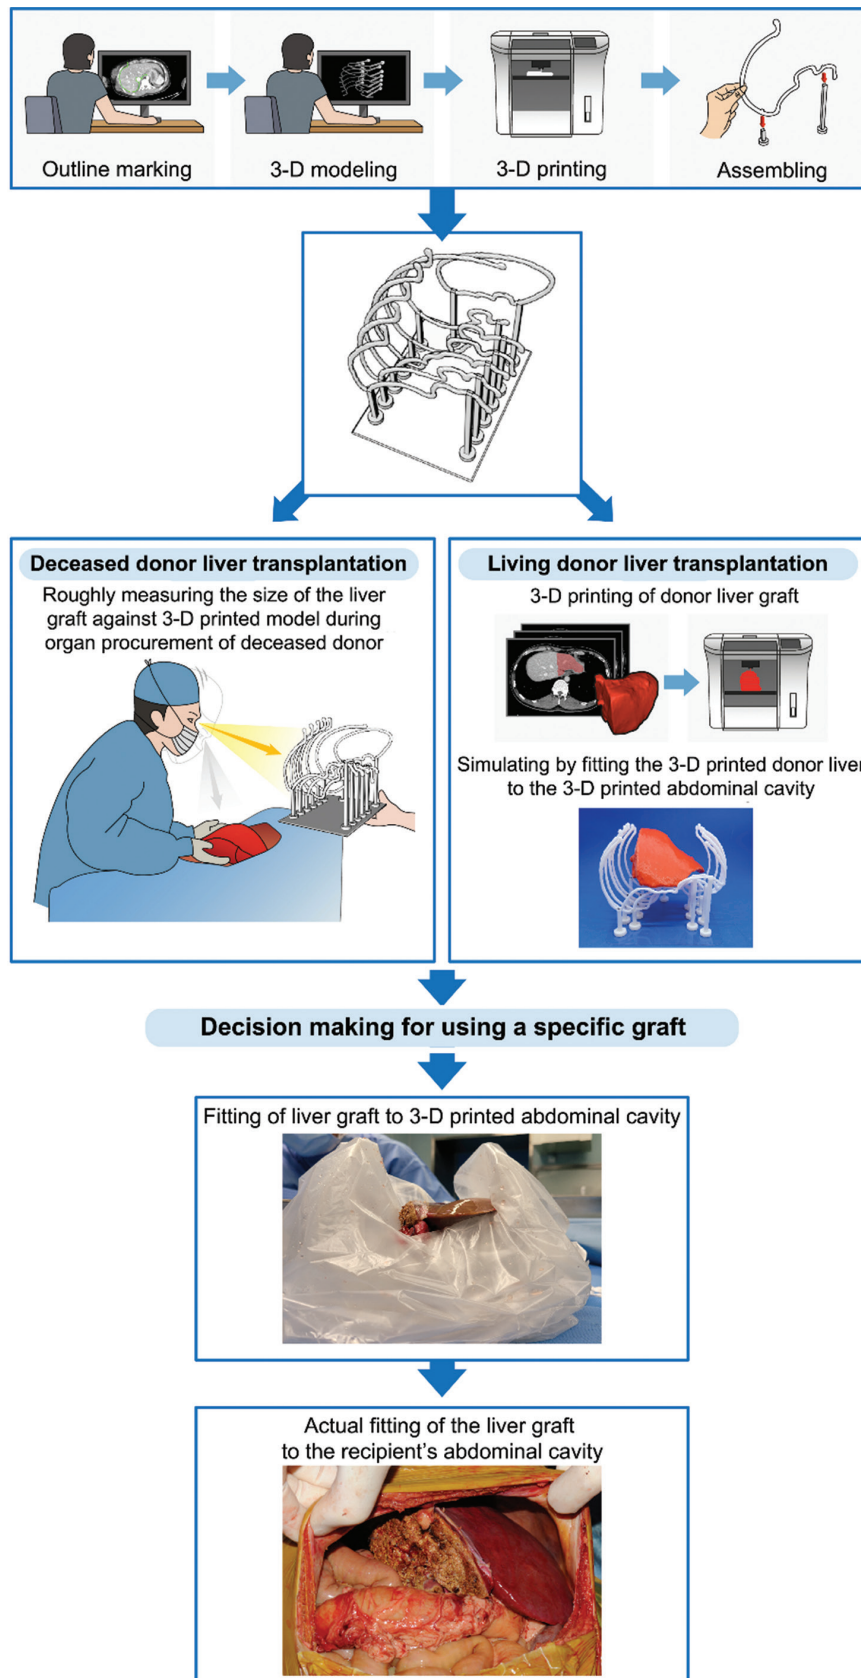 Outline marking
3-D modeling
3-D printing
Assembling
Deceased donor liver transplantation
Roughly measuring the size of the liver
graft against 3-D printed model during
organ procurement of deceased donor
Living donor liver transplantation
3-D printing of donor liver graft
Simulating by fitting the 3-D printed donor liver
to the 3-D printed abdominal cavity
Decision making for using a specific graft
Fitting of liver graft to 3-D printed abdominal cavity
Actual fitting of the liver graft
to the recipient's abdominal cavity